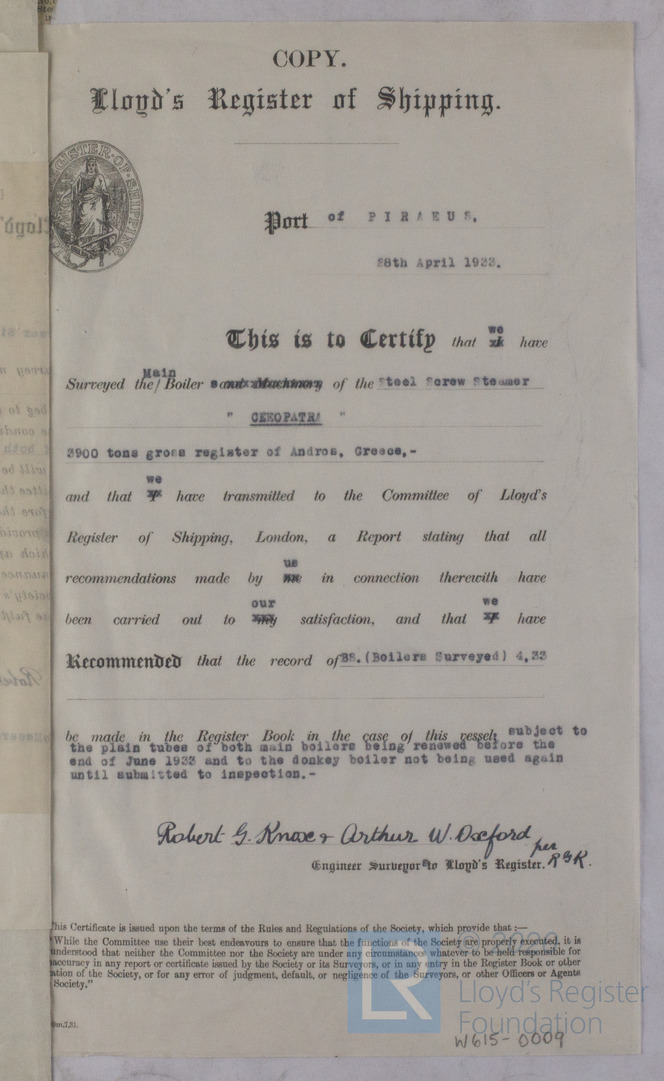 COPY.
Lloyd's Register of Shipping.
Port of PIRAEUS.
28th April 1933.
we
This is to Certify that have
Main
Surveyed the / Boiler s and Machinery of the Steel Screw Steamer
" CLEOPATRA "
3900 tons gross register of Andros, Greece,-
we
and that have transmitted to the Committee of Lloyd's
Register of Shipping, London, a Report stating that all
us
recommendations made by in connection therewith have
our we
been carried out to my satisfaction, and that have
Recommended that the record of BS.(Boilers Surveyed) 4,33
be made in the Register Book in the case of this vessel, subject to
the plain tubes of both main boilers being renewed before the
end of June 1933 and to the donkey boiler not being used again
until submitted to inspection.-
Robert G. Knox & Arthur W. Oxford
per
Engineer Surveyors to Lloyd's Register. RGK.
This Certificate is issued upon the terms of the Rules and Regulations of the Society, which provide that :—
"While the Committee use their best endeavours to ensure that the functions of the Society are properly executed, it is
understood that neither the Committee nor the Society are under any circumstances whatever to be held responsible for
inaccuracy in any report or certificate issued by the Society or its Surveyors, or in any entry in the Register Book or other
ation of the Society, or for any error of judgment, default, or negligence of the Surveyors, or other Officers or Agents
Society."
© 2020
LR
Lloyd's Register
Foundation
W615-0009